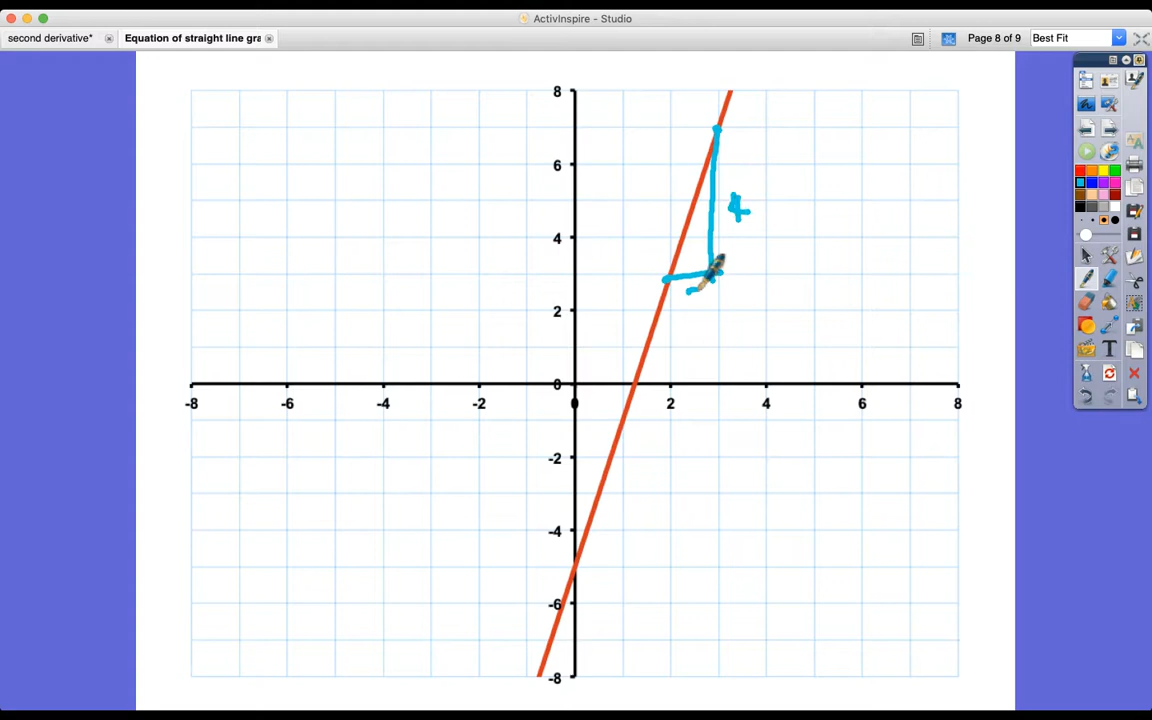 ActivInspire - Studio
second derivative*
Equation of straight line gra
Page 8 of 9
Best Fit
8
6
4
4
2
0
-8 -6 -4 -2 0 2 4 6 8
-2
-4
-6
-8